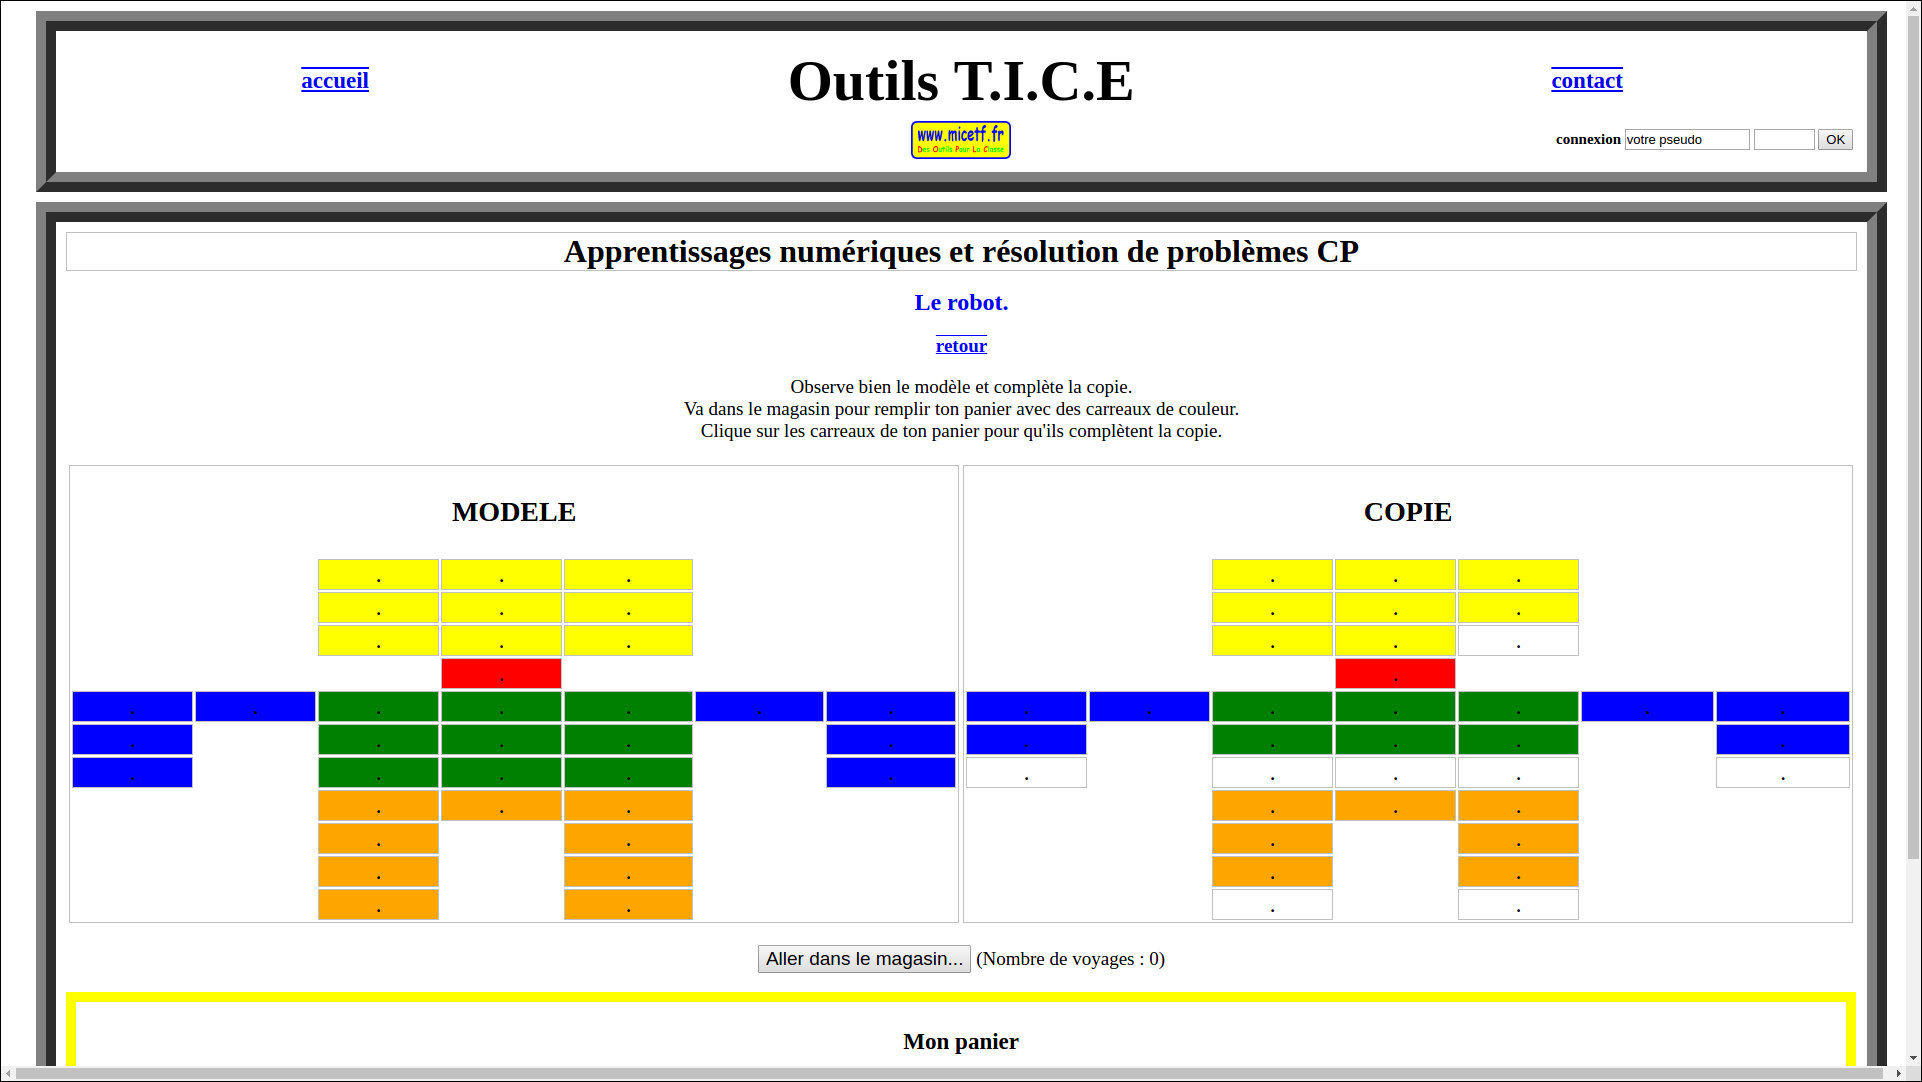 accueil
Outils T.I.C.E
contact
www.micetf.fr
Des Outils Pour La Classe
connexion votre pseudo OK
Apprentissages numériques et résolution de problèmes CP
Le robot.
retour
Observe bien le modèle et complète la copie.
Va dans le magasin pour remplir ton panier avec des carreaux de couleur.
Clique sur les carreaux de ton panier pour qu'ils complètent la copie.
MODELE
COPIE
Aller dans le magasin... (Nombre de voyages : 0)
Mon panier